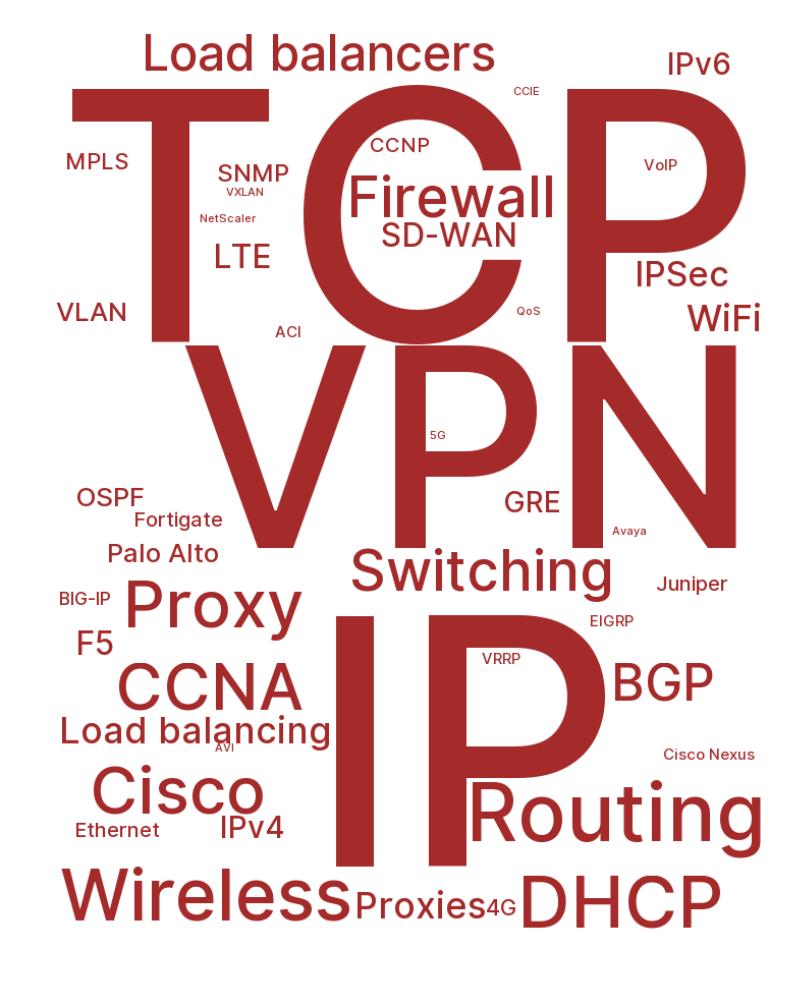 Load balancers
IPv6
CCIE
TCP
CCNP
MPLS
SNMP
VoIP
VXLAN
Firewall
NetScaler
SD-WAN
LTE
IPSec
VLAN
QoS
WiFi
ACI
VPN
5G
OSPF
GRE
Fortigate
Avaya
Palo Alto
Switching
Juniper
BIG-IP
Proxy
EIGRP
F5
IP
VRRP
CCNA
BGP
Load balancing
AVI
Cisco Nexus
Cisco
Routing
IPv4
Ethernet
Wireless
Proxies
4G
DHCP